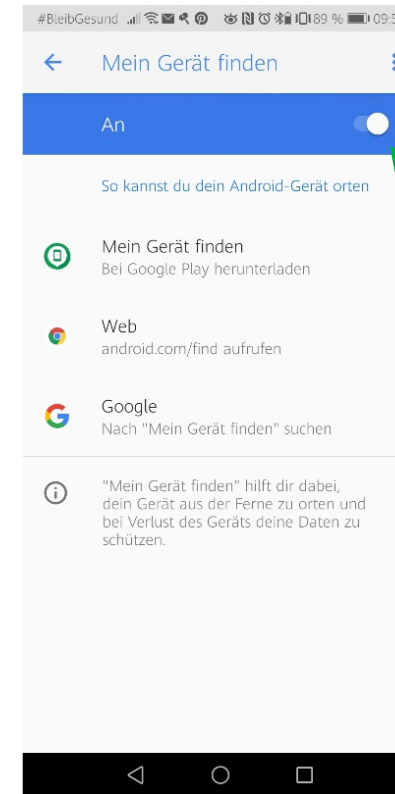 #BleibGesund 89 % 09:5
Mein Gerät finden
An
So kannst du dein Android-Gerät orten
Mein Gerät finden
Bei Google Play herunterladen
Web
android.com/find aufrufen
Google
Nach "Mein Gerät finden" suchen
"Mein Gerät finden" hilft dir dabei,
dein Gerät aus der Ferne zu orten und
bei Verlust des Geräts deine Daten zu
schützen.